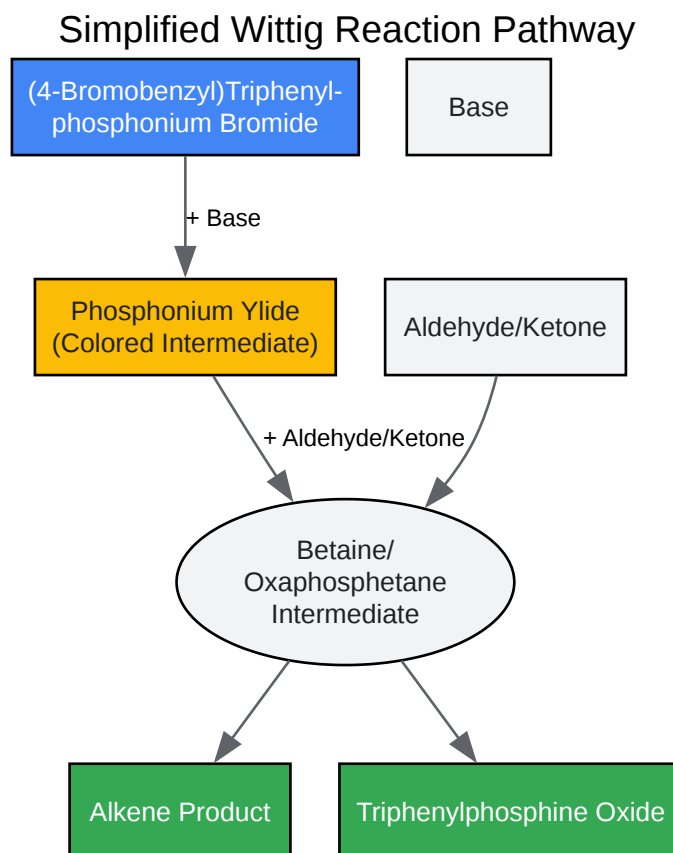 Simplified Wittig Reaction Pathway
(4-Bromobenzyl)Triphenyl-
phosphonium Bromide
Base
+ Base
Phosphonium Ylide
(Colored Intermediate)
Aldehyde/Ketone
+ Aldehyde/Ketone
Betaine/
Oxaphosphetane
Intermediate
Alkene Product
Triphenylphosphine Oxide